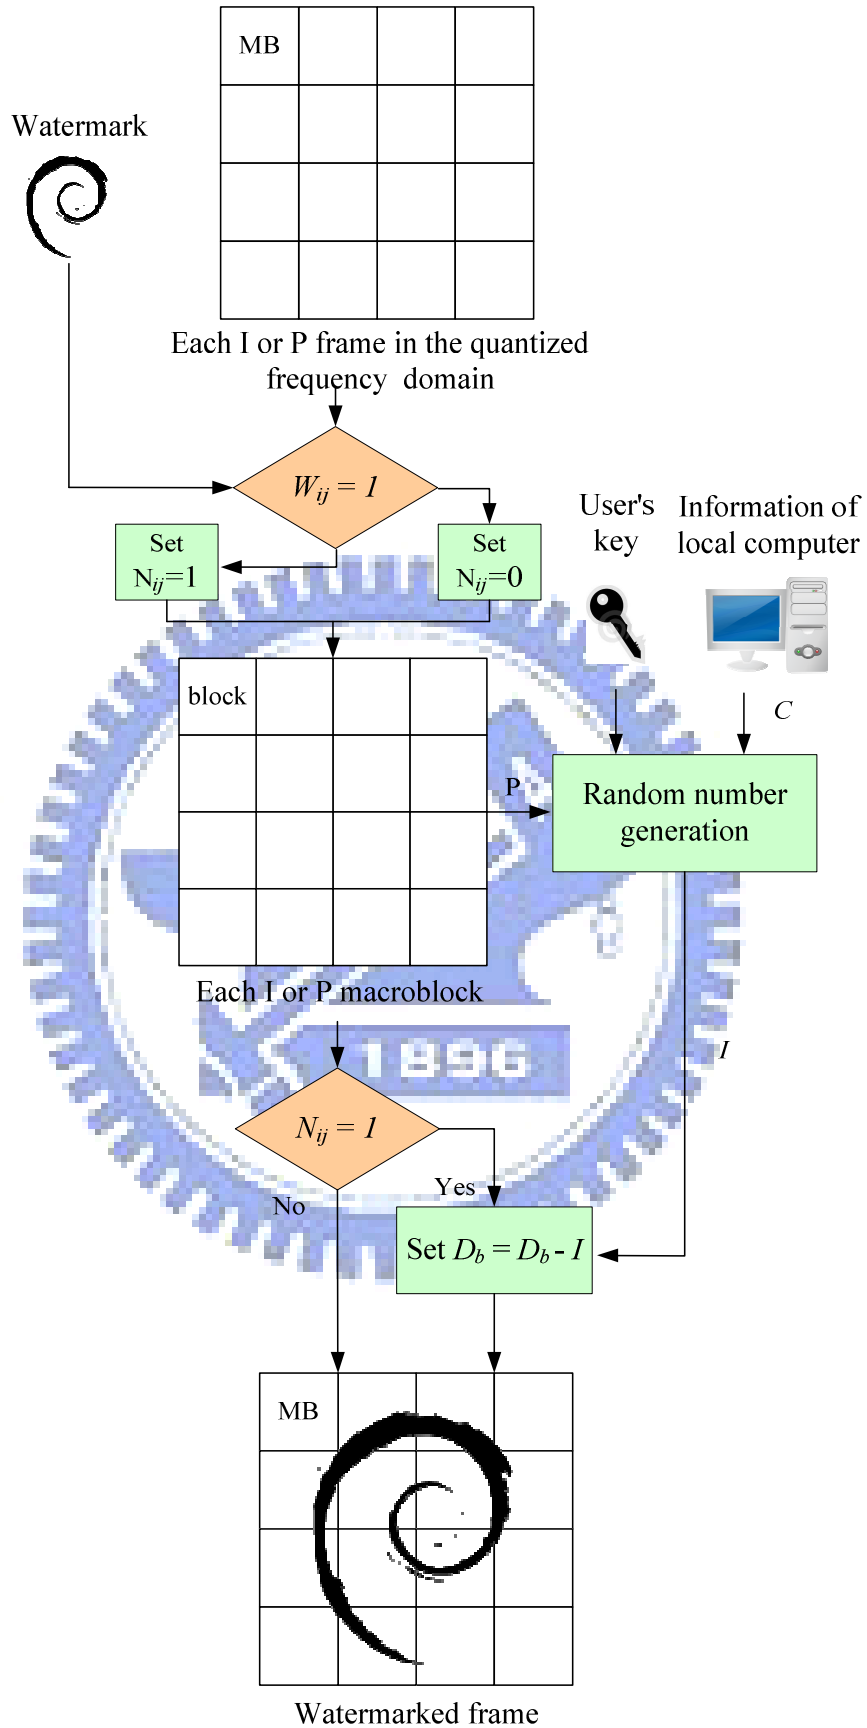 MB
Watermark
Each I or P frame in the quantized
frequency domain
W_ij = 1
User's
key
Information of
local computer
Set
N_ij=1
Set
N_ij=0
C
block
P
Random number
generation
Each I or P macroblock
I
1896
N_ij = 1
Yes
No
Set D_b = D_b - I
MB
Watermarked frame